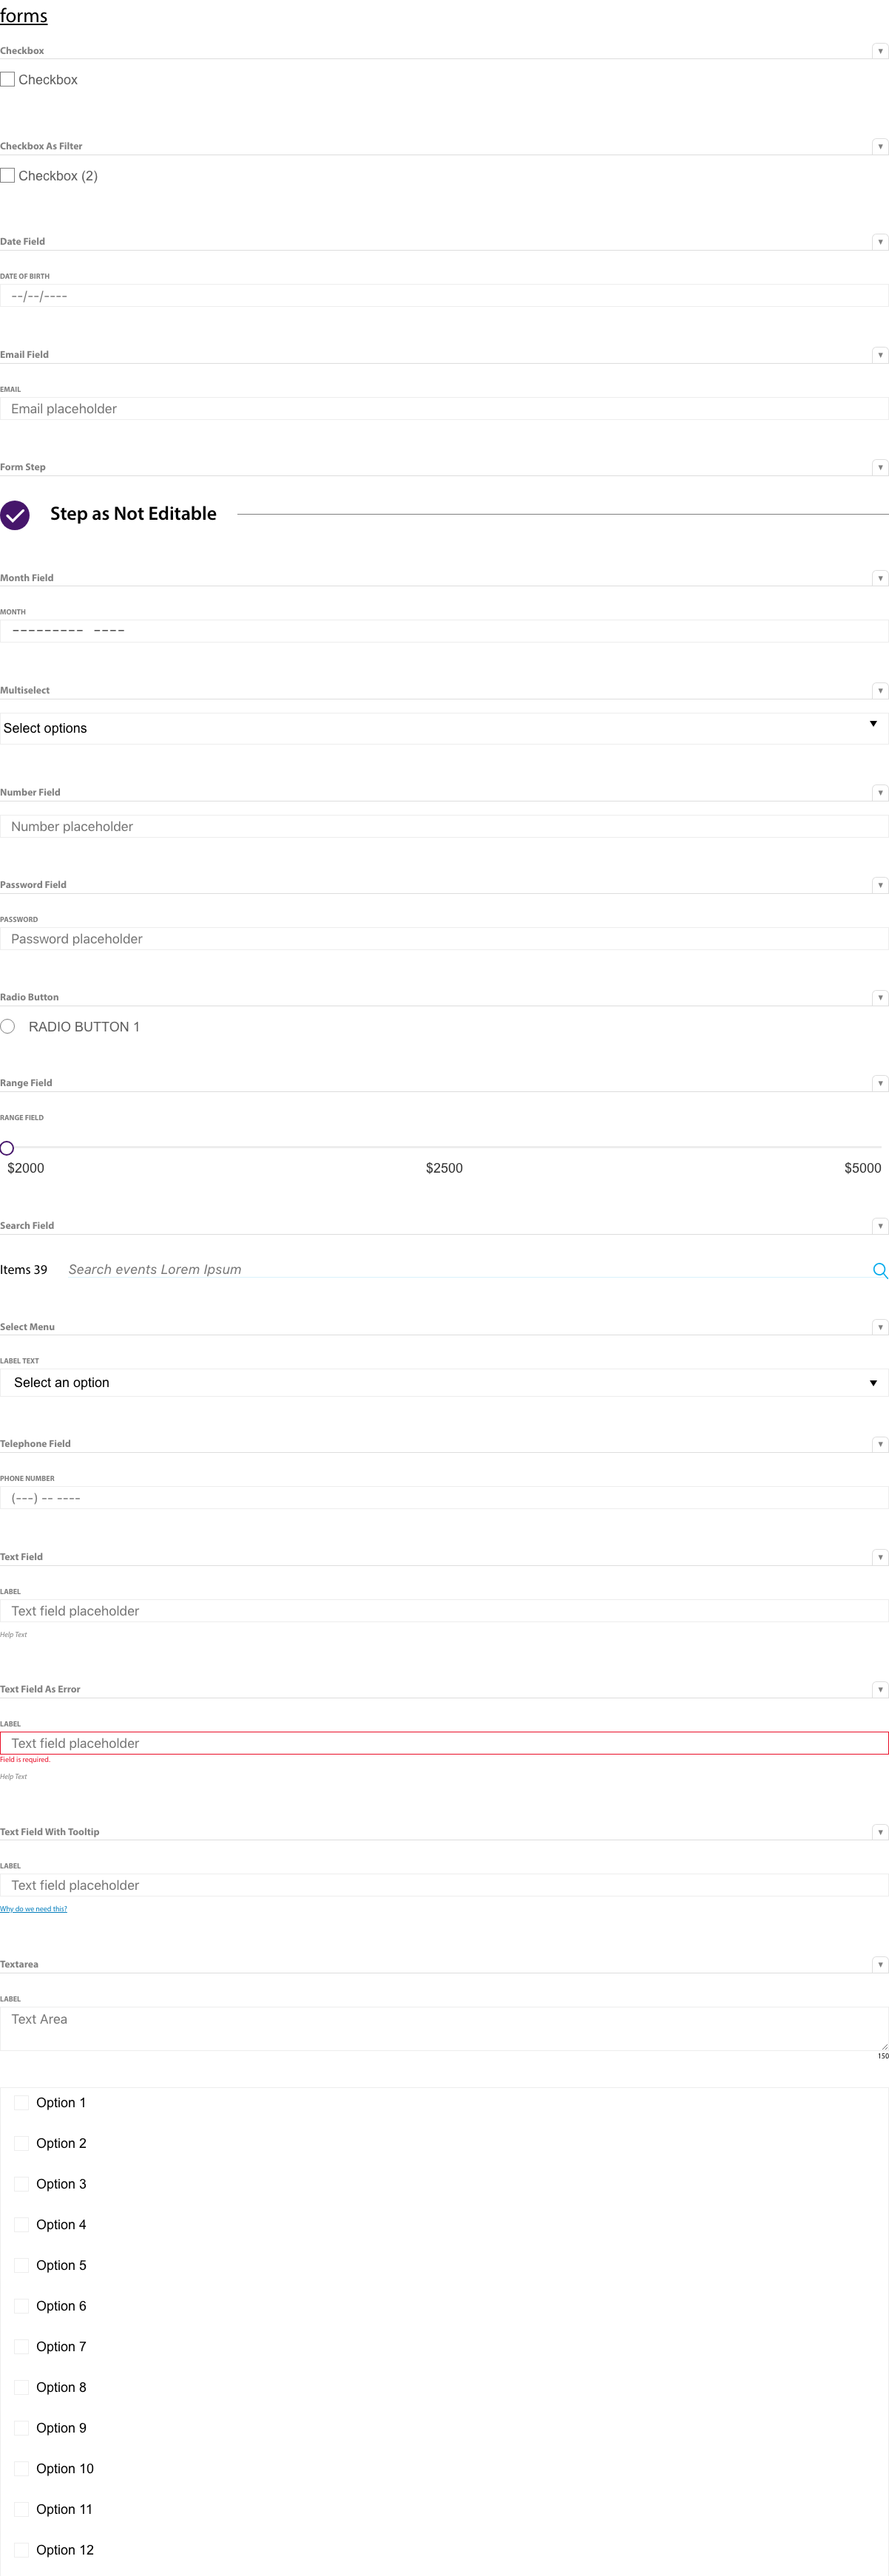 forms
Checkbox
Checkbox
Checkbox As Filter
Checkbox (2)
Date Field
DATE OF BIRTH
--/--/----
Email Field
EMAIL
Email placeholder
Form Step
Step as Not Editable
Month Field
MONTH
--------- ----
Multiselect
Select options
Number Field
Number placeholder
Password Field
PASSWORD
Password placeholder
Radio Button
RADIO BUTTON 1
Range Field
RANGE FIELD
$2000 $2500 $5000
Search Field
Items 39 Search events Lorem Ipsum
Select Menu
LABEL TEXT
Select an option
Telephone Field
PHONE NUMBER
(---) -- ----
Text Field
LABEL
Text field placeholder
Help Text
Text Field As Error
LABEL
Text field placeholder
Field is required.
Help Text
Text Field With Tooltip
LABEL
Text field placeholder
Why do we need this?
Textarea
LABEL
Text Area
150
Option 1
Option 2
Option 3
Option 4
Option 5
Option 6
Option 7
Option 8
Option 9
Option 10
Option 11
Option 12